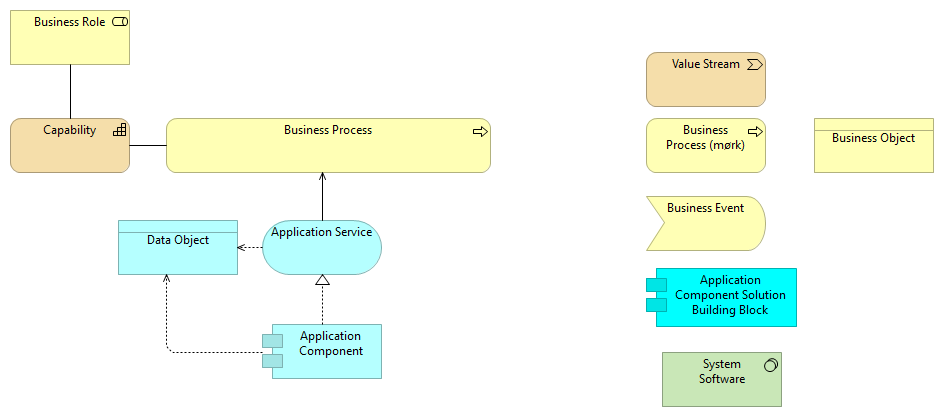 Business Role
Capability
Business Process
Data Object
Application Service
Application
Component
Value Stream
Business
Process (mørk)
Business Object
Business Event
Application
Component Solution
Building Block
System
Software